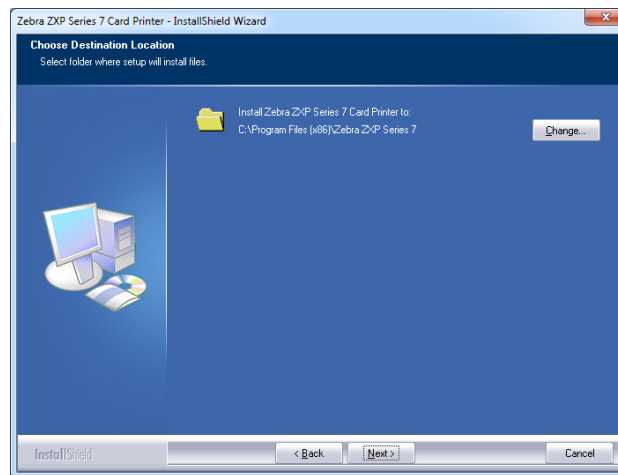 Zebra ZXP Series 7 Card Printer - InstallShield Wizard
Choose Destination Location
Select folder where setup will install files.
Install Zebra ZXP Series 7 Card Printer to:
C:\Program Files (x86)\Zebra ZXP Series 7
Change...
InstallShield
< Back
Next >
Cancel